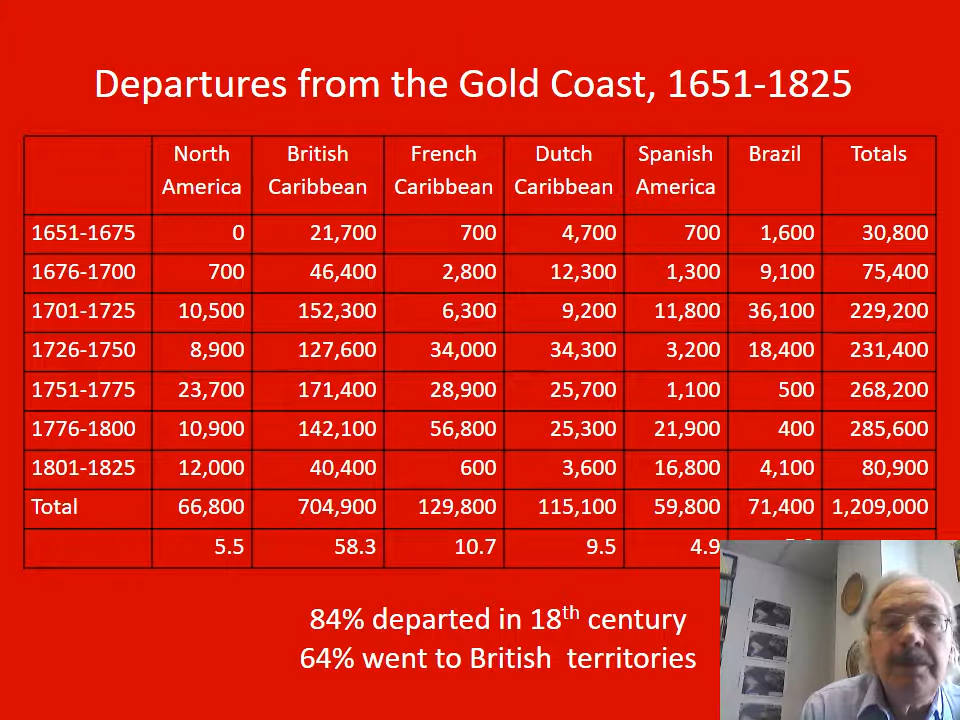 Departures from the Gold Coast, 1651-1825
North America British Caribbean French Caribbean Dutch Caribbean Spanish America Brazil Totals
1651-1675 0 21,700 700 4,700 700 1,600 30,800
1676-1700 700 46,400 2,800 12,300 1,300 9,100 75,400
1701-1725 10,500 152,300 6,300 9,200 11,800 36,100 229,200
1726-1750 8,900 127,600 34,000 34,300 3,200 18,400 231,400
1751-1775 23,700 171,400 28,900 25,700 1,100 500 268,200
1776-1800 10,900 142,100 56,800 25,300 21,900 400 285,600
1801-1825 12,000 40,400 600 3,600 16,800 4,100 80,900
Total 66,800 704,900 129,800 115,100 59,800 71,400 1,209,000
5.5 58.3 10.7 9.5 4.9
84% departed in 18th century
64% went to British territories